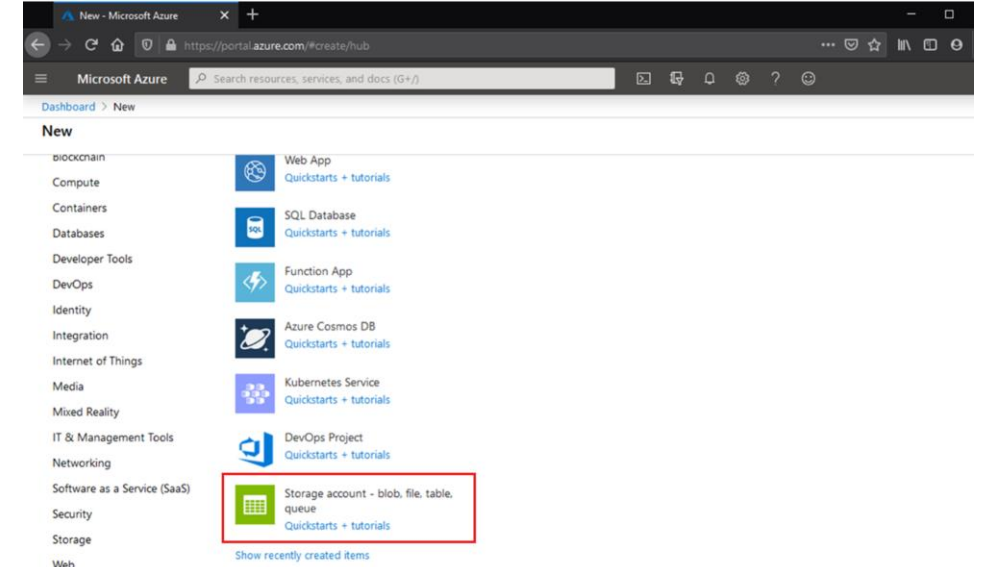 New - Microsoft Azure
https://portal.azure.com/#create/hub
Microsoft Azure
Search resources, services, and docs (G+/)
Dashboard > New
New
Blockchain
Compute
Containers
Databases
Developer Tools
DevOps
Identity
Integration
Internet of Things
Media
Mixed Reality
IT & Management Tools
Networking
Software as a Service (SaaS)
Security
Storage
Web
Web App
Quickstarts + tutorials
SQL
SQL Database
Quickstarts + tutorials
Function App
Quickstarts + tutorials
Azure Cosmos DB
Quickstarts + tutorials
Kubernetes Service
Quickstarts + tutorials
DevOps Project
Quickstarts + tutorials
Storage account - blob, file, table,
queue
Quickstarts + tutorials
Show recently created items